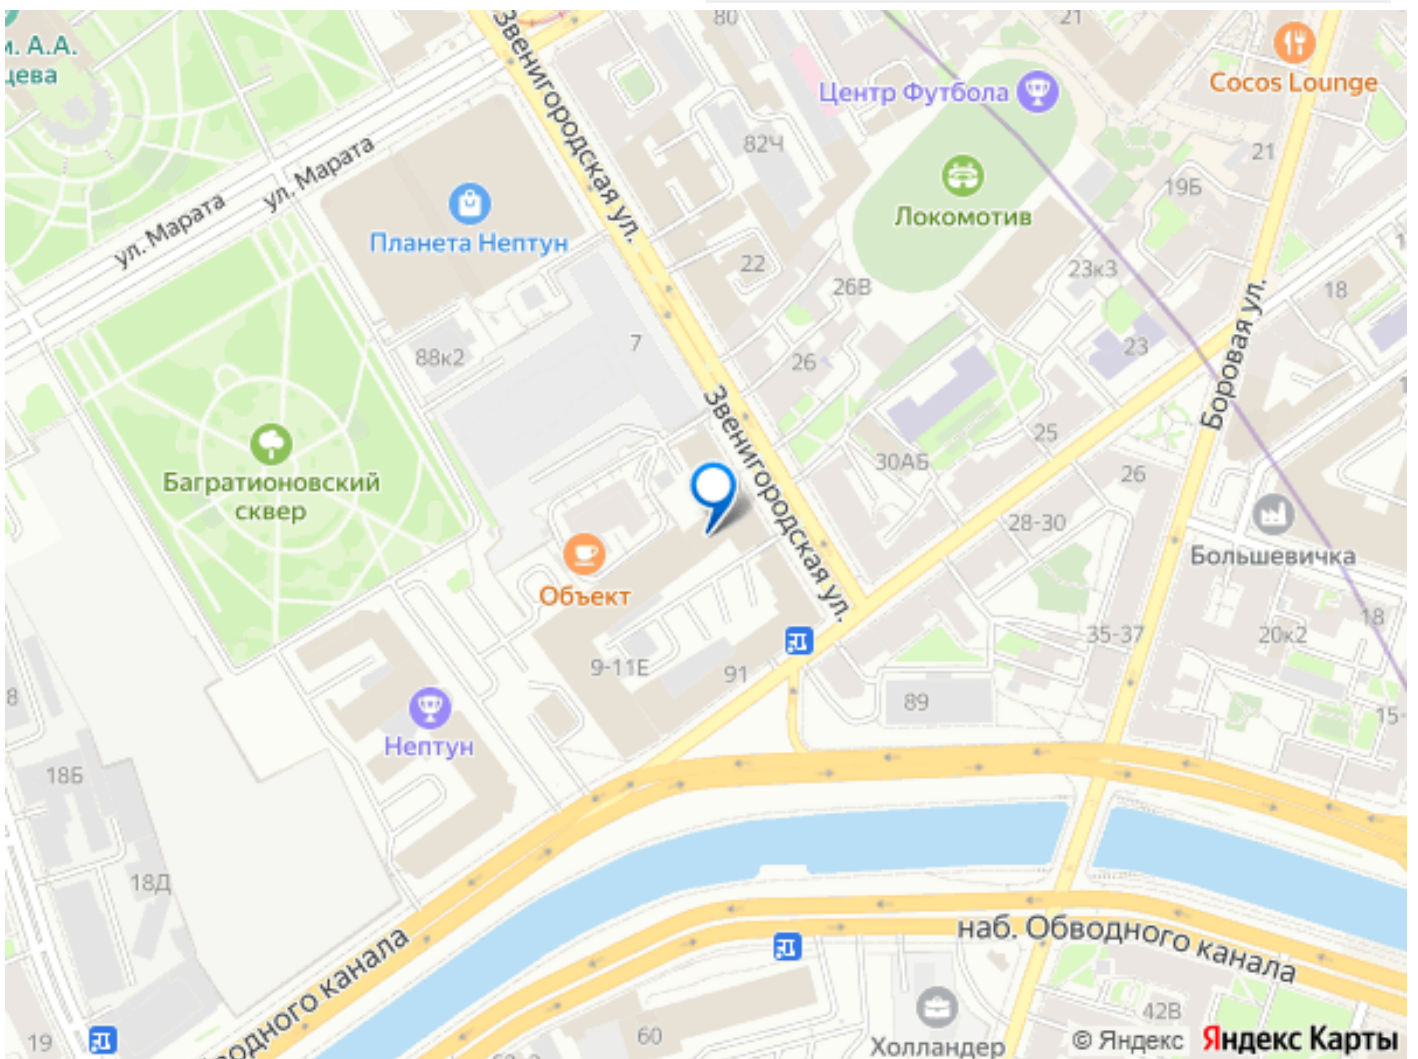 80
21
м. А.А.
цева
Звенигородская ул.
Центр Футбола
Cocos Lounge
82Ч
21
19Б
ул. Марата
ул. Марата
Локомотив
Планета Нептун
22
23к3
26В
18
7
88к2
26
23
Боровая ул.
Звенигородская ул.
25
30АБ
26
Багратионовский
сквер
28-30
Большевичка
Объект
18
35-37
20к2
9-11Е
91
89
15-
8
Нептун
18Б
18Д
наб. Обводного канала
водного канала
42В
19
60
Холландер
© Яндекс Яндекс Карты